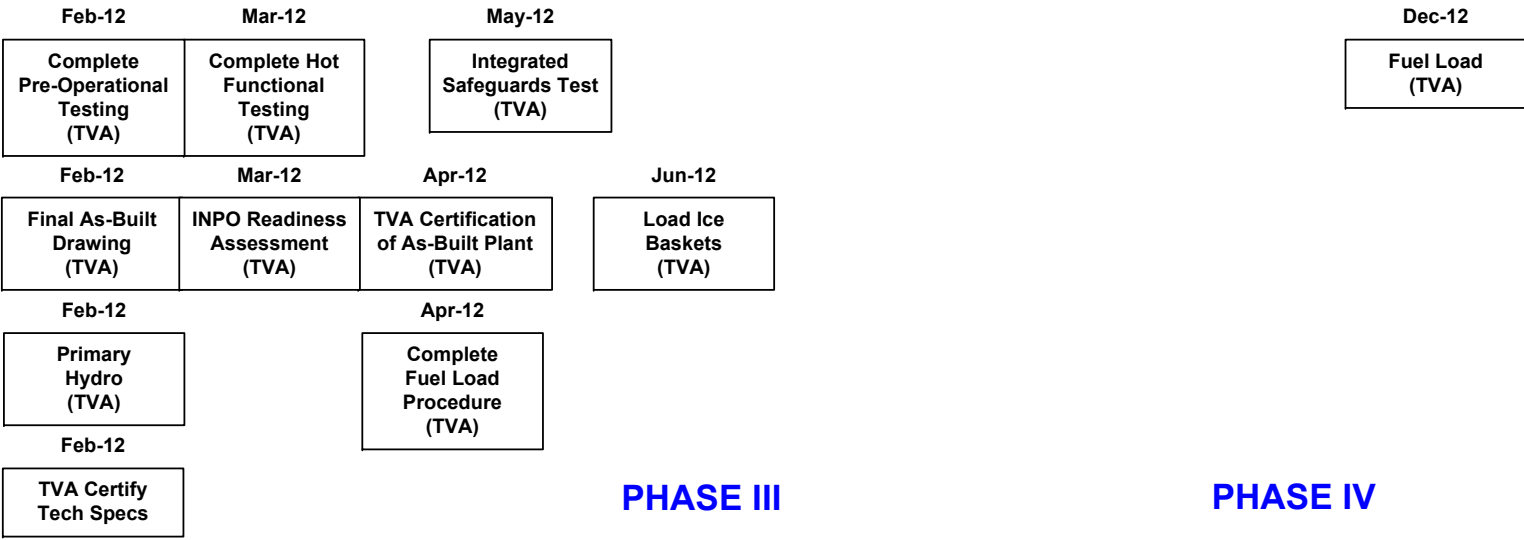 Feb-12
Mar-12
May-12
Dec-12
Complete
Pre-Operational
Testing
(TVA)
Complete Hot
Functional
Testing
(TVA)
Integrated
Safeguards Test
(TVA)
Fuel Load
(TVA)
Feb-12
Mar-12
Apr-12
Jun-12
Final As-Built
Drawing
(TVA)
INPO Readiness
Assessment
(TVA)
TVA Certification
of As-Built Plant
(TVA)
Load Ice
Baskets
(TVA)
Feb-12
Apr-12
Primary
Hydro
(TVA)
Complete
Fuel Load
Procedure
(TVA)
Feb-12
TVA Certify
Tech Specs
PHASE III
PHASE IV